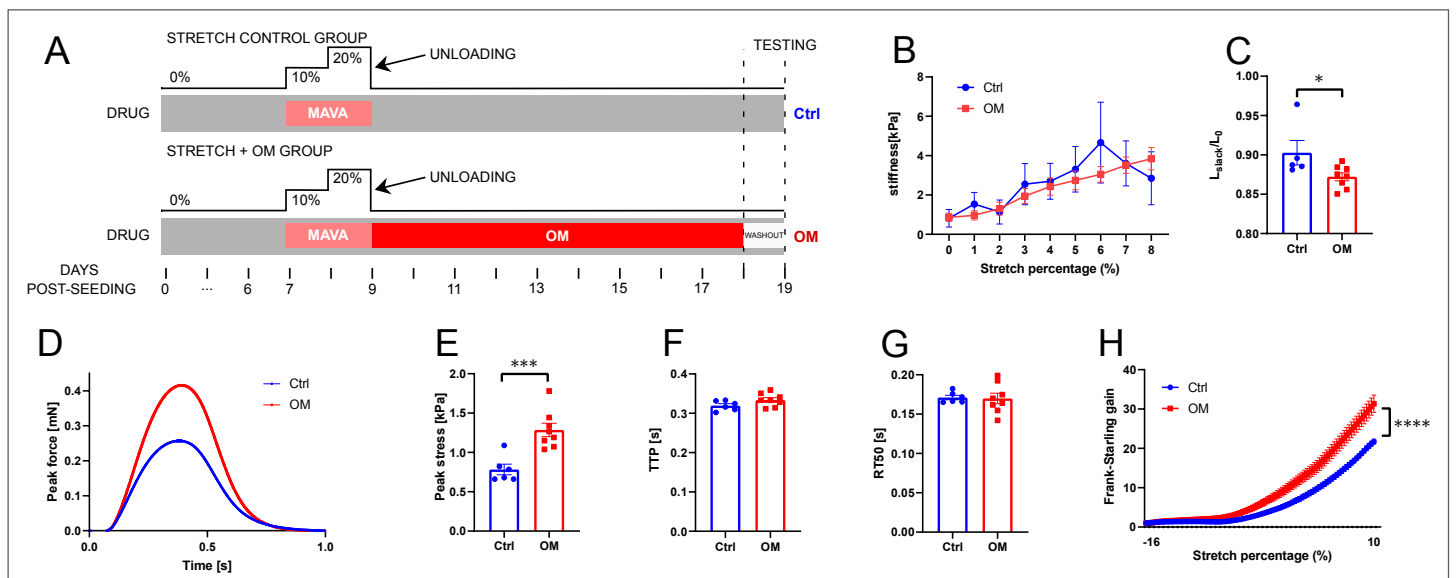 A
STRETCH CONTROL GROUP
0%
10%
20%
UNLOADING
TESTING
DRUG
MAVA
Ctrl
STRETCH + OM GROUP
0%
10%
20%
UNLOADING
DRUG
MAVA
OM
WASHOUT
OM
DAYS
POST-SEEDING
0 ... 6 7 9 11 13 15 17 19
B
Ctrl
OM
stiffness[kPa]
8
6
4
2
0
0 1 2 3 4 5 6 7 8
Stretch percentage (%)
C
*
Lslack/L0
1.00
0.95
0.90
0.85
0.80
Ctrl OM
D
Ctrl
OM
Peak force [mN]
0.4
0.3
0.2
0.1
0.0
0.0 0.5 1.0
Time [s]
E
***
Peak stress [kPa]
2.0
1.5
1.0
0.5
0.0
Ctrl OM
F
TTP [s]
0.4
0.3
0.2
0.1
0.0
Ctrl OM
G
RT50 [s]
0.20
0.15
0.10
0.05
0.00
Ctrl OM
H
Ctrl
OM
****
Frank-Starling gain
40
30
20
10
0
-16 10
Stretch percentage (%)